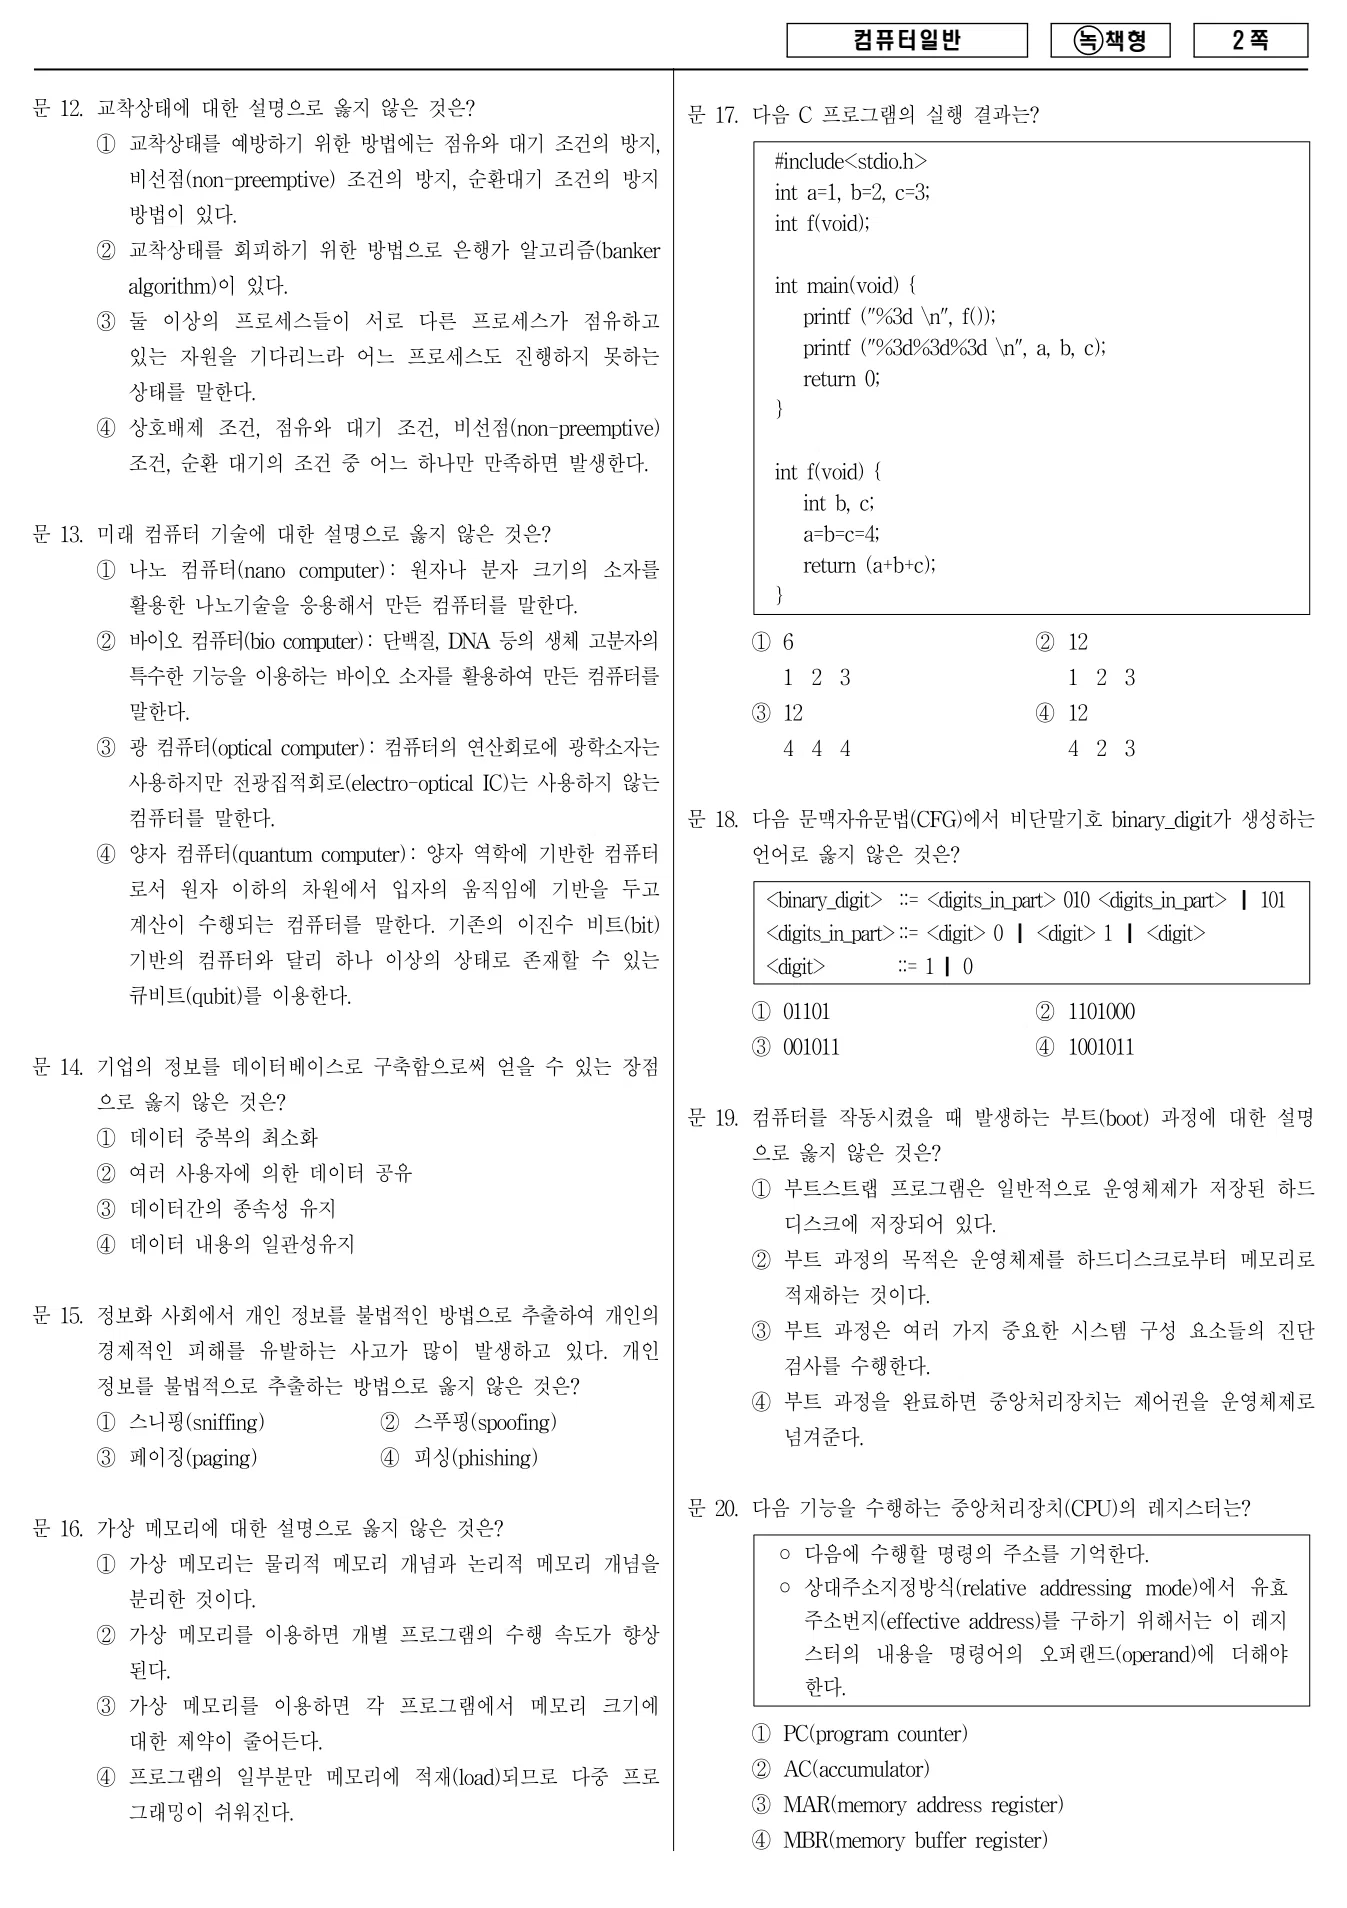 컴퓨터일반 녹책형 2쪽
문 12. 교착상태에 대한 설명으로 옳지 않은 것은?
① 교착상태를 예방하기 위한 방법에는 점유와 대기 조건의 방지,
비선점(non-preemptive) 조건의 방지, 순환대기 조건의 방지
방법이 있다.
② 교착상태를 회피하기 위한 방법으로 은행가 알고리즘(banker
algorithm)이 있다.
③ 둘 이상의 프로세스들이 서로 다른 프로세스가 점유하고
있는 자원을 기다리느라 어느 프로세스도 진행하지 못하는
상태를 말한다.
④ 상호배제 조건, 점유와 대기 조건, 비선점(non-preemptive)
조건, 순환 대기의 조건 중 어느 하나만 만족하면 발생한다.
문 13. 미래 컴퓨터 기술에 대한 설명으로 옳지 않은 것은?
① 나노 컴퓨터(nano computer) : 원자나 분자 크기의 소자를
활용한 나노기술을 응용해서 만든 컴퓨터를 말한다.
② 바이오 컴퓨터(bio computer) : 단백질, DNA 등의 생체 고분자의
특수한 기능을 이용하는 바이오 소자를 활용하여 만든 컴퓨터를
말한다.
③ 광 컴퓨터(optical computer) : 컴퓨터의 연산회로에 광학소자는
사용하지만 전광집적회로(electro-optical IC)는 사용하지 않는
컴퓨터를 말한다.
④ 양자 컴퓨터(quantum computer) : 양자 역학에 기반한 컴퓨터
로서 원자 이하의 차원에서 입자의 움직임에 기반을 두고
계산이 수행되는 컴퓨터를 말한다. 기존의 이진수 비트(bit)
기반의 컴퓨터와 달리 하나 이상의 상태로 존재할 수 있는
큐비트(qubit)를 이용한다.
문 14. 기업의 정보를 데이터베이스로 구축함으로써 얻을 수 있는 장점
으로 옳지 않은 것은?
① 데이터 중복의 최소화
② 여러 사용자에 의한 데이터 공유
③ 데이터간의 종속성 유지
④ 데이터 내용의 일관성유지
문 15. 정보화 사회에서 개인 정보를 불법적인 방법으로 추출하여 개인의
경제적인 피해를 유발하는 사고가 많이 발생하고 있다. 개인
정보를 불법적으로 추출하는 방법으로 옳지 않은 것은?
① 스니핑(sniffing) ② 스푸핑(spoofing)
③ 페이징(paging) ④ 피싱(phishing)
문 16. 가상 메모리에 대한 설명으로 옳지 않은 것은?
① 가상 메모리는 물리적 메모리 개념과 논리적 메모리 개념을
분리한 것이다.
② 가상 메모리를 이용하면 개별 프로그램의 수행 속도가 향상
된다.
③ 가상 메모리를 이용하면 각 프로그램에서 메모리 크기에
대한 제약이 줄어든다.
④ 프로그램의 일부분만 메모리에 적재(load)되므로 다중 프로
그래밍이 쉬워진다.
문 17. 다음 C 프로그램의 실행 결과는?
#include<stdio.h>
int a=1, b=2, c=3;
int f(void);
int main(void) {
printf ("%3d \n", f());
printf ("%3d%3d%3d \n", a, b, c);
return 0;
}
int f(void) {
int b, c;
a=b=c=4;
return (a+b+c);
}
① 6 ② 12
1 2 3 1 2 3
③ 12 ④ 12
4 4 4 4 2 3
문 18. 다음 문맥자유문법(CFG)에서 비단말기호 binary_digit가 생성하는
언어로 옳지 않은 것은?
<binary_digit> ::= <digits_in_part> 010 <digits_in_part> | 101
<digits_in_part> ::= <digit> 0 | <digit> 1 | <digit>
<digit> ::= 1 | 0
① 01101 ② 1101000
③ 001011 ④ 1001011
문 19. 컴퓨터를 작동시켰을 때 발생하는 부트(boot) 과정에 대한 설명
으로 옳지 않은 것은?
① 부트스트랩 프로그램은 일반적으로 운영체제가 저장된 하드
디스크에 저장되어 있다.
② 부트 과정의 목적은 운영체제를 하드디스크로부터 메모리로
적재하는 것이다.
③ 부트 과정은 여러 가지 중요한 시스템 구성 요소들의 진단
검사를 수행한다.
④ 부트 과정을 완료하면 중앙처리장치는 제어권을 운영체제로
넘겨준다.
문 20. 다음 기능을 수행하는 중앙처리장치(CPU)의 레지스터는?
○ 다음에 수행할 명령의 주소를 기억한다.
○ 상대주소지정방식(relative addressing mode)에서 유효
주소번지(effective address)를 구하기 위해서는 이 레지
스터의 내용을 명령어의 오퍼랜드(operand)에 더해야
한다.
① PC(program counter)
② AC(accumulator)
③ MAR(memory address register)
④ MBR(memory buffer register)